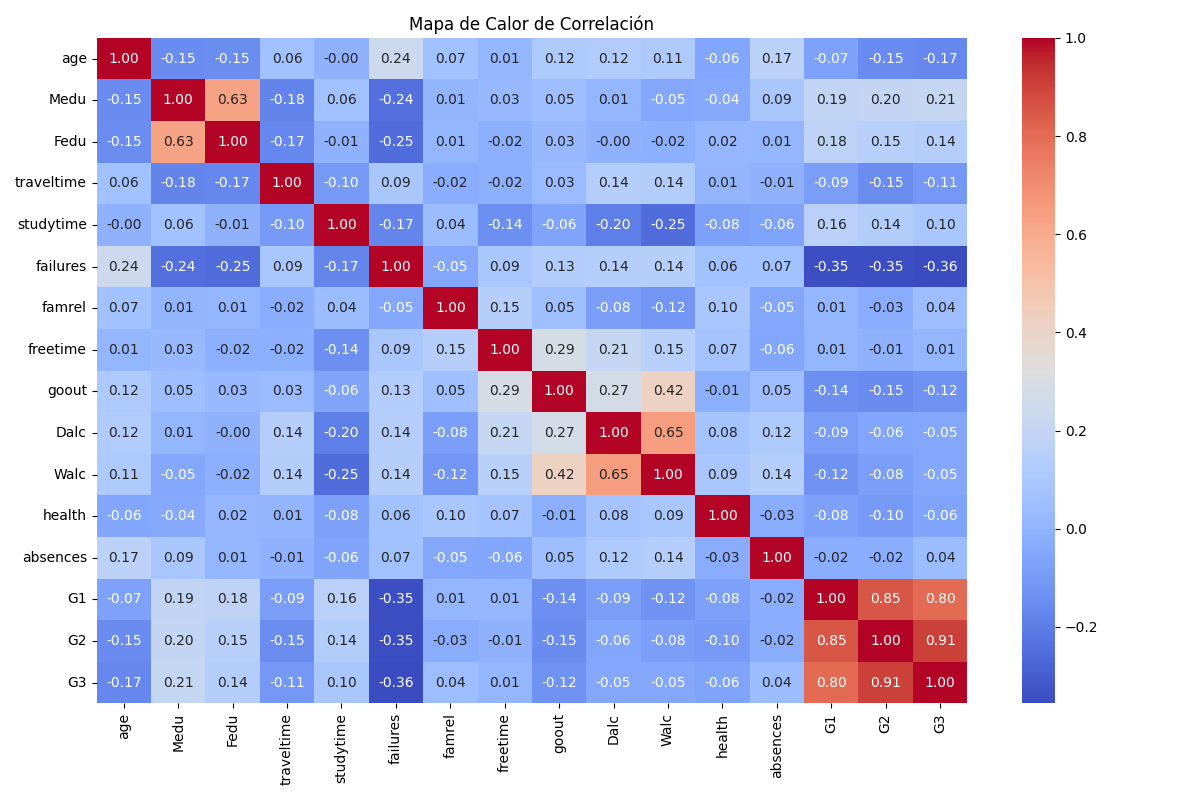 Mapa de Calor de Correlación
age 1.00 -0.15 -0.15 0.06 -0.00 0.24 0.07 0.01 0.12 0.12 0.11 -0.06 0.17 -0.07 -0.15 -0.17
Medu -0.15 1.00 0.63 -0.18 0.06 -0.24 0.01 0.03 0.05 0.01 -0.05 -0.04 0.09 0.19 0.20 0.21
Fedu -0.15 0.63 1.00 -0.17 -0.01 -0.25 0.01 -0.02 0.03 -0.00 -0.02 0.02 0.01 0.18 0.15 0.14
traveltime 0.06 -0.18 -0.17 1.00 -0.10 0.09 -0.02 -0.02 0.03 0.14 0.14 0.01 -0.01 -0.09 -0.15 -0.11
studytime -0.00 0.06 -0.01 -0.10 1.00 -0.17 0.04 -0.14 -0.06 -0.20 -0.25 -0.08 -0.06 0.16 0.14 0.10
failures 0.24 -0.24 -0.25 0.09 -0.17 1.00 -0.05 0.09 0.13 0.14 0.14 0.06 0.07 -0.35 -0.35 -0.36
famrel 0.07 0.01 0.01 -0.02 0.04 -0.05 1.00 0.15 0.05 -0.08 -0.12 0.10 -0.05 0.01 -0.03 0.04
freetime 0.01 0.03 -0.02 -0.02 -0.14 0.09 0.15 1.00 0.29 0.21 0.15 0.07 -0.06 0.01 -0.01 0.01
goout 0.12 0.05 0.03 0.03 -0.06 0.13 0.05 0.29 1.00 0.27 0.42 -0.01 0.05 -0.14 -0.15 -0.12
Dalc 0.12 0.01 -0.00 0.14 -0.20 0.14 -0.08 0.21 0.27 1.00 0.65 0.08 0.12 -0.09 -0.06 -0.05
Walc 0.11 -0.05 -0.02 0.14 -0.25 0.14 -0.12 0.15 0.42 0.65 1.00 0.09 0.14 -0.12 -0.08 -0.05
health -0.06 -0.04 0.02 0.01 -0.08 0.06 0.10 0.07 -0.01 0.08 0.09 1.00 -0.03 -0.08 -0.10 -0.06
absences 0.17 0.09 0.01 -0.01 -0.06 0.07 -0.05 -0.06 0.05 0.12 0.14 -0.03 1.00 -0.02 -0.02 0.04
G1 -0.07 0.19 0.18 -0.09 0.16 -0.35 0.01 0.01 -0.14 -0.09 -0.12 -0.08 -0.02 1.00 0.85 0.80
G2 -0.15 0.20 0.15 -0.15 0.14 -0.35 -0.03 -0.01 -0.15 -0.06 -0.08 -0.10 -0.02 0.85 1.00 0.91
G3 -0.17 0.21 0.14 -0.11 0.10 -0.36 0.04 0.01 -0.12 -0.05 -0.05 -0.06 0.04 0.80 0.91 1.00
age Medu Fedu traveltime studytime failures famrel freetime goout Dalc Walc health absences G1 G2 G3
1.0
0.8
0.6
0.4
0.2
0.0
−0.2